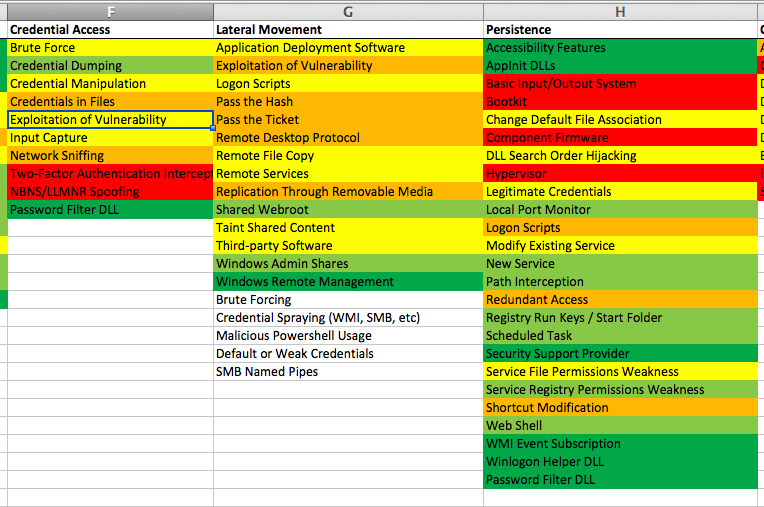 F G H
Credential Access Lateral Movement Persistence
Brute Force Application Deployment Software Accessibility Features
Credential Dumping Exploitation of Vulnerability AppInit DLLs
Credential Manipulation Logon Scripts Basic Input/Output System
Credentials in Files Pass the Hash Bootkit
Exploitation of Vulnerability Pass the Ticket Change Default File Association
Input Capture Remote Desktop Protocol Component Firmware
Network Sniffing Remote File Copy DLL Search Order Hijacking
Two-Factor Authentication Intercept Remote Services Hypervisor
NBNS/LLMNR Spoofing Replication Through Removable Media Legitimate Credentials
Password Filter DLL Shared Webroot Local Port Monitor
Taint Shared Content Logon Scripts
Third-party Software Modify Existing Service
Windows Admin Shares New Service
Windows Remote Management Path Interception
Brute Forcing Redundant Access
Credential Spraying (WMI, SMB, etc) Registry Run Keys / Start Folder
Malicious Powershell Usage Scheduled Task
Default or Weak Credentials Security Support Provider
SMB Named Pipes Service File Permissions Weakness
Service Registry Permissions Weakness
Shortcut Modification
Web Shell
WMI Event Subscription
Winlogon Helper DLL
Password Filter DLL